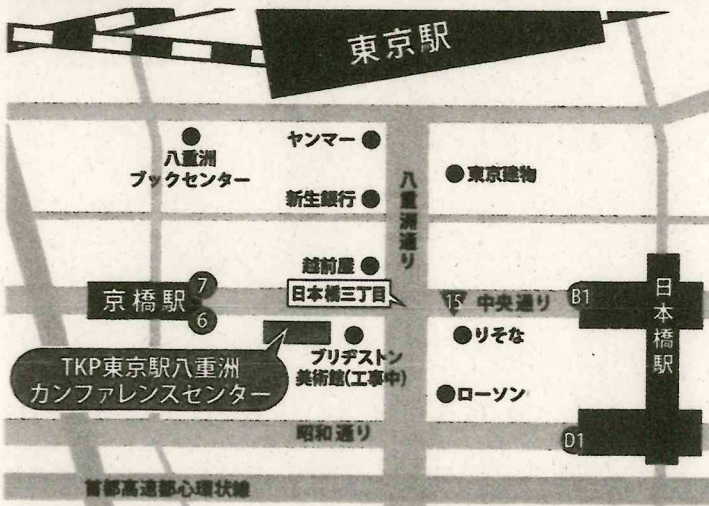 東京駅
八重洲
ブックセンター
ヤンマー
東京建物
新生銀行
八重洲通り
越前屋
日本橋三丁目
京橋駅
7
6
15
中央通り
B1
日本橋駅
りそな
ブリヂストン
美術館(工事中)
TKP東京駅八重洲
カンファレンスセンター
ローソン
昭和通り
D1
首都高速都心環状線